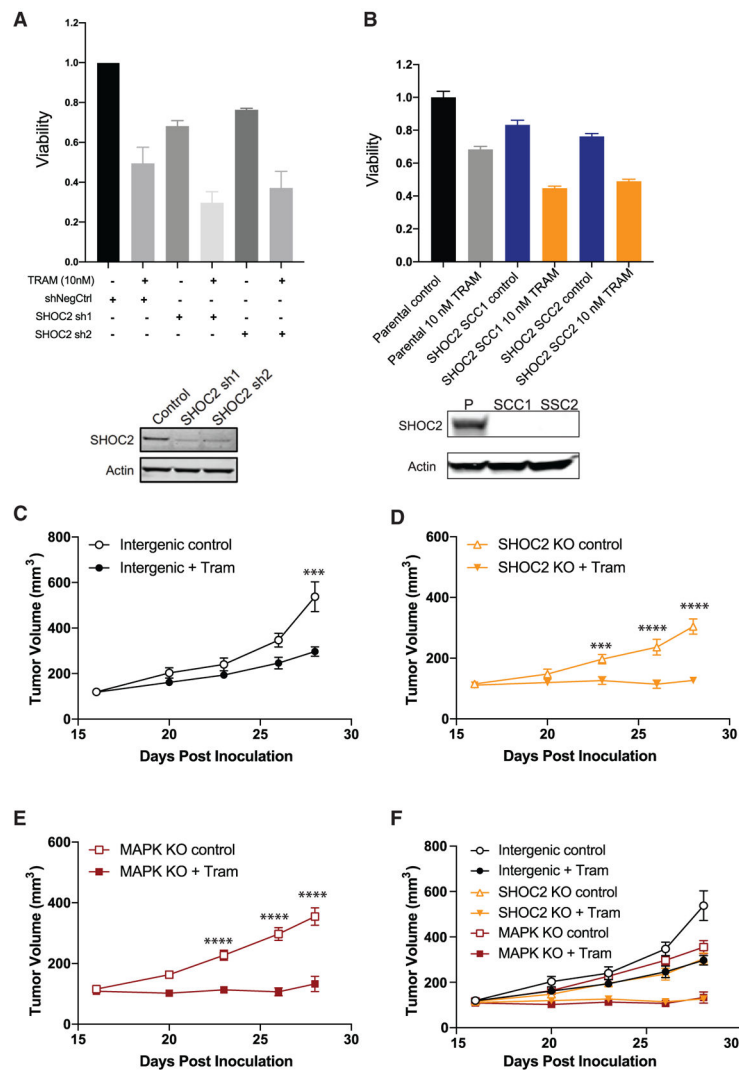 A
1.2
1.0
0.8
0.6
0.4
0.2
0.0
Viability
TRAM (10nM) - + - + - +
shNegCtrl + + - - - -
SHOC2 sh1 - - + + - -
SHOC2 sh2 - - - - + +
Control
SHOC2 sh1
SHOC2 sh2
SHOC2
Actin
B
1.2
1.0
0.8
0.6
0.4
0.2
0.0
Viability
Parental control
Parental 10 nM TRAM
SHOC2 SCC1 control
SHOC2 SCC1 10 nM TRAM
SHOC2 SCC2 control
SHOC2 SCC2 10 nM TRAM
P SCC1 SSC2
SHOC2
Actin
C
800
600
400
200
0
Tumor Volume (mm3)
Intergenic control
Intergenic + Tram
***
15 20 25 30
Days Post Inoculation
D
600
400
200
0
Tumor Volume (mm3)
SHOC2 KO control
SHOC2 KO + Tram
*** **** ****
15 20 25 30
Days Post Inoculation
E
600
400
200
0
Tumor Volume (mm3)
MAPK KO control
MAPK KO + Tram
**** **** ****
15 20 25 30
Days Post Inoculation
F
800
600
400
200
0
Tumor Volume (mm3)
Intergenic control
Intergenic + Tram
SHOC2 KO control
SHOC2 KO + Tram
MAPK KO control
MAPK KO + Tram
15 20 25 30
Days Post Inoculation